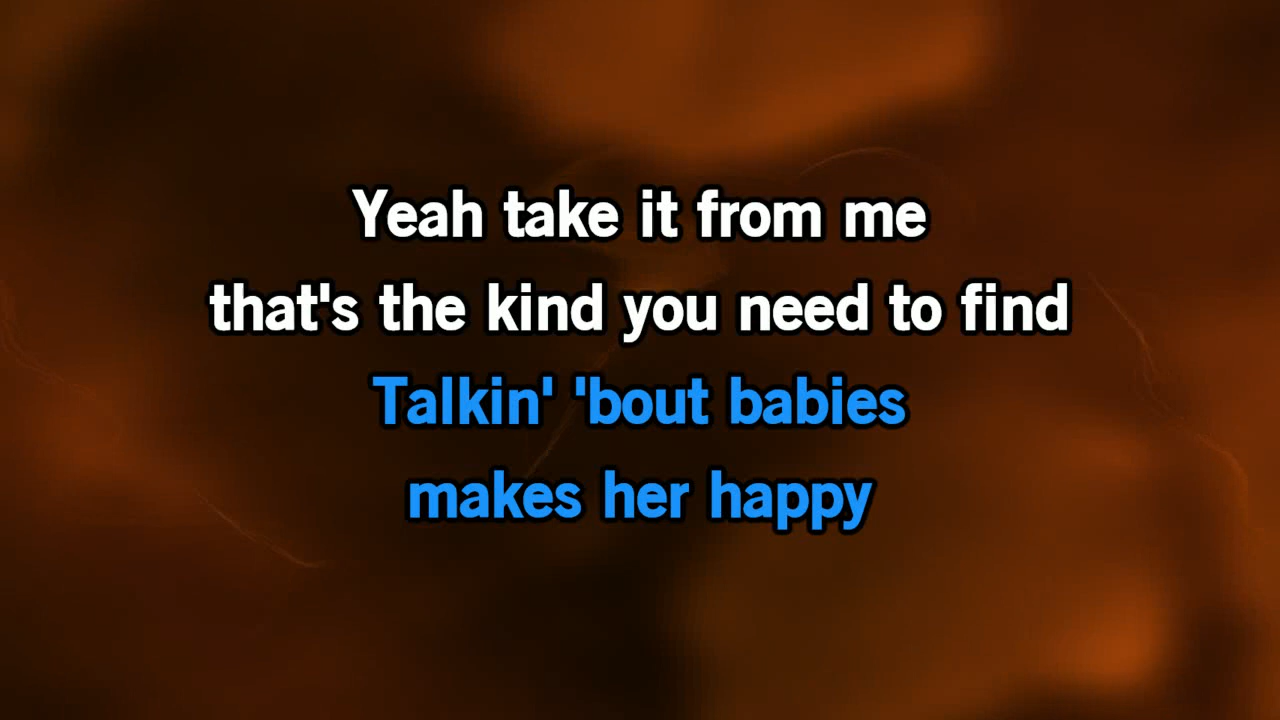 Yeah take it from me
that's the kind you need to find
Talkin' 'bout babies
makes her happy